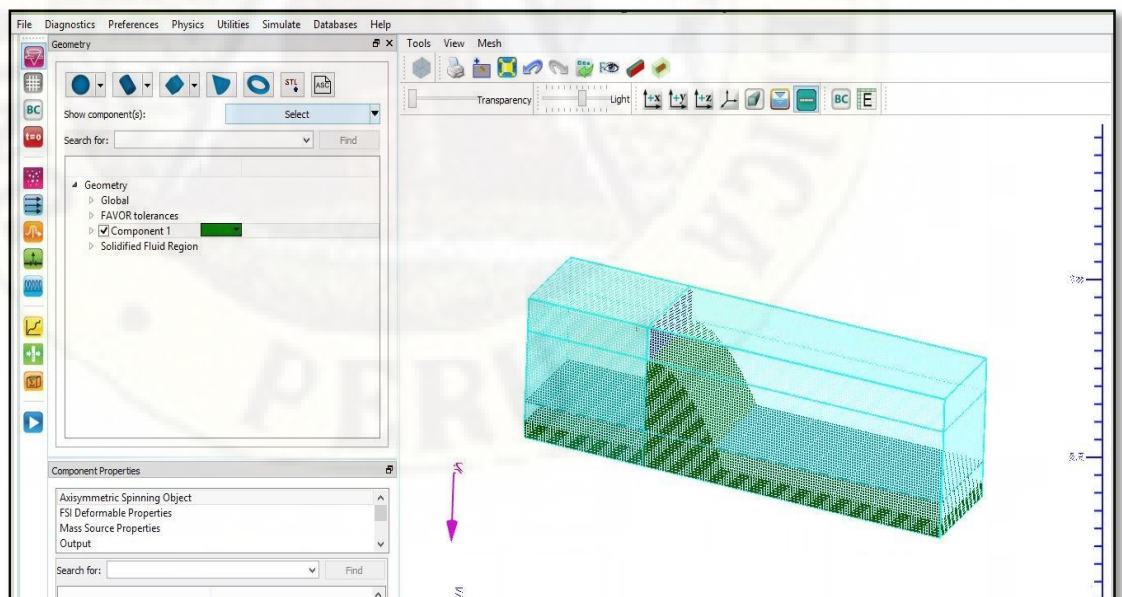 File Diagnostics Preferences Physics Utilities Simulate Databases Help
Geometry
Tools View Mesh
STL
ASC
Show component(s):
Select
Transparency
Light
+x +y +z
BC
BC
t=0
Search for:
Find
Geometry
Global
FAVOR tolerances
Component 1
Solidified Fluid Region
Component Properties
Axisymmetric Spinning Object
FSI Deformable Properties
Mass Source Properties
Output
Search for:
Find